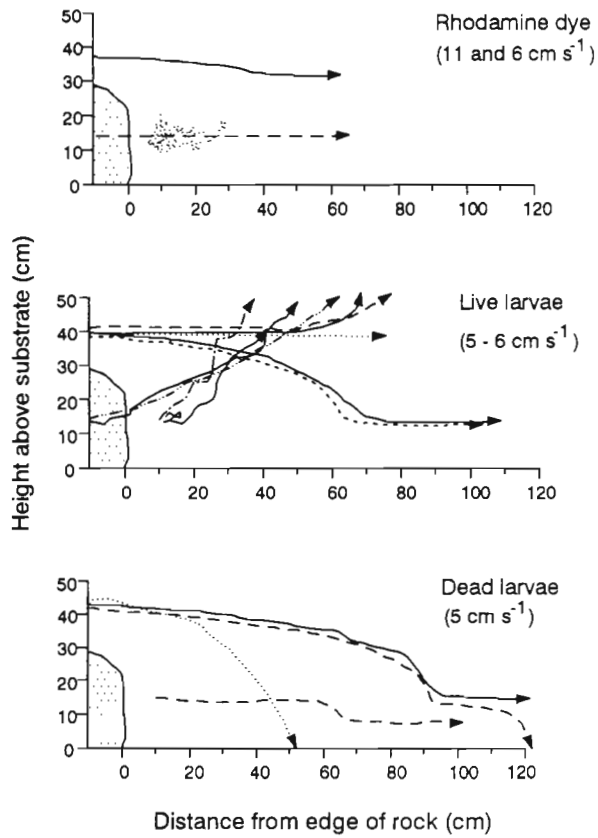 Rhodamine dye
(11 and 6 cm s⁻¹)
50
40
30
20
10
0
0 20 40 60 80 100 120
Height above substrate (cm)
Live larvae
(5 - 6 cm s⁻¹)
50
40
30
20
10
0
0 20 40 60 80 100 120
Dead larvae
(5 cm s⁻¹)
50
40
30
20
10
0
0 20 40 60 80 100 120
Distance from edge of rock (cm)